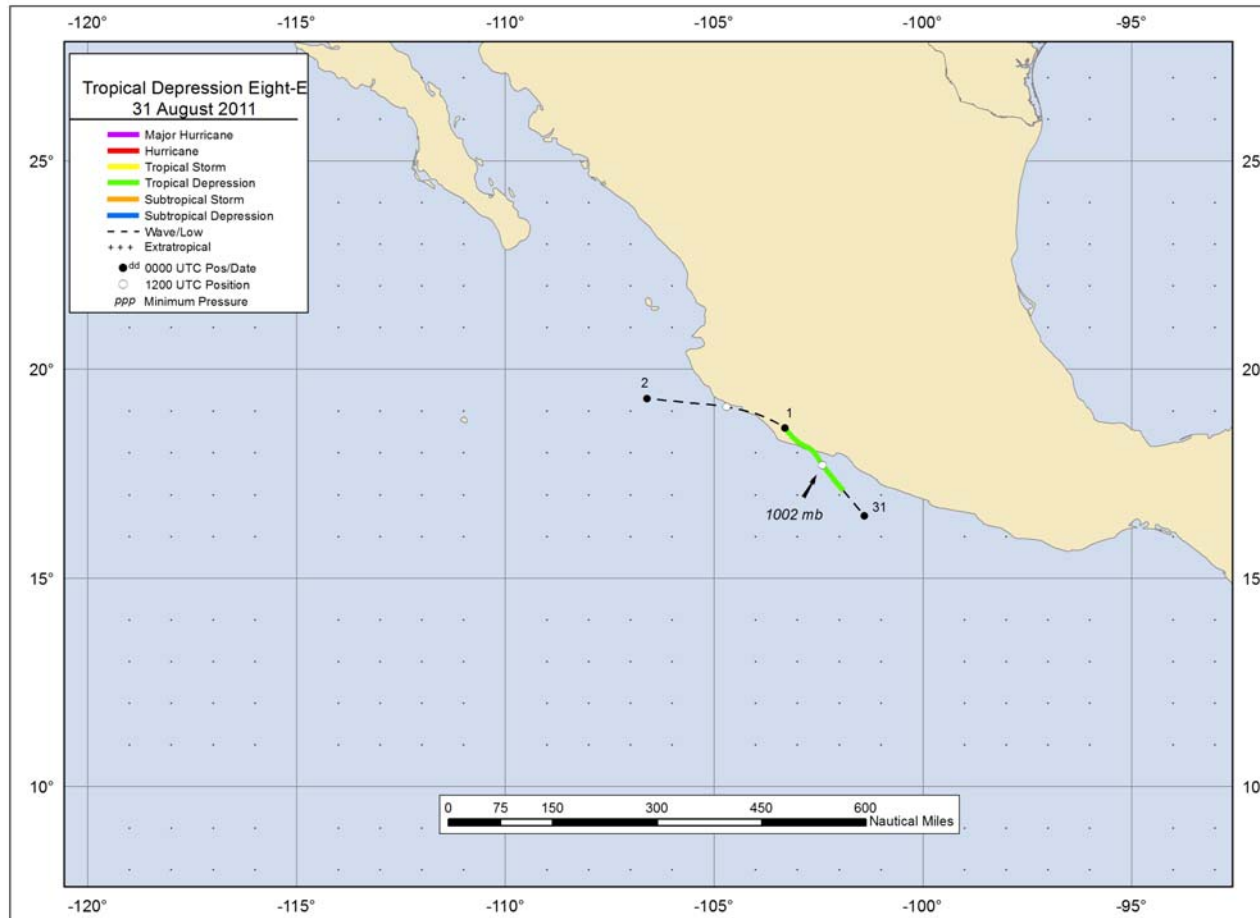 -120° -115° -110° -105° -100° -95°
Tropical Depression Eight-E
31 August 2011
Major Hurricane
Hurricane
Tropical Storm
Tropical Depression
Subtropical Storm
Subtropical Depression
Wave/Low
+++ Extratropical
dd 0000 UTC Pos/Date
1200 UTC Position
ppp Minimum Pressure
25° 25°
20° 20°
2
1
1002 mb
31
15° 15°
10° 10°
0 75 150 300 450 600
Nautical Miles
-120° -115° -110° -105° -100° -95°